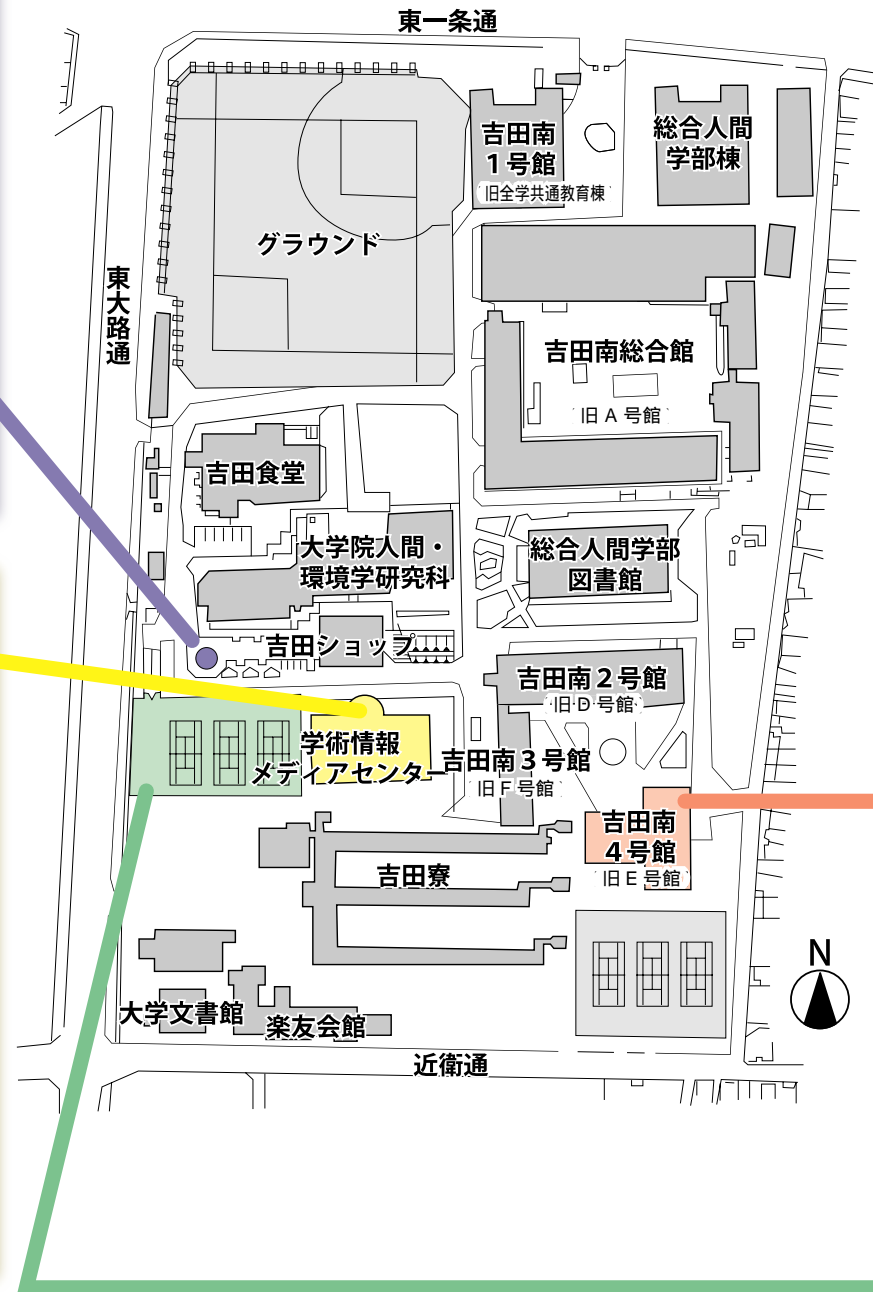 東一条通
吉田南
１号館
旧全学共通教育棟
総合人間
学部棟
グラウンド
東大路通
吉田南総合館
旧 A 号館
吉田食堂
大学院人間・
環境学研究科
総合人間学部
図書館
吉田ショップ
吉田南２号館
旧 D 号館
学術情報
メディアセンター
吉田南３号館
旧 F 号館
吉田南
４号館
旧 E 号館
吉田寮
N
大学文書館
楽友会館
近衛通